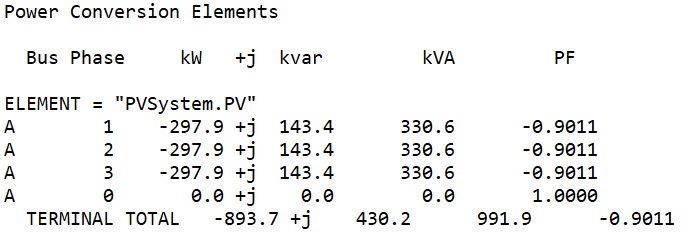 Power Conversion Elements
Bus Phase kW +j kvar kVA PF
ELEMENT = "PVSystem.PV"
A 1 -297.9 +j 143.4 330.6 -0.9011
A 2 -297.9 +j 143.4 330.6 -0.9011
A 3 -297.9 +j 143.4 330.6 -0.9011
A 0 0.0 +j 0.0 0.0 1.0000
TERMINAL TOTAL -893.7 +j 430.2 991.9 -0.9011